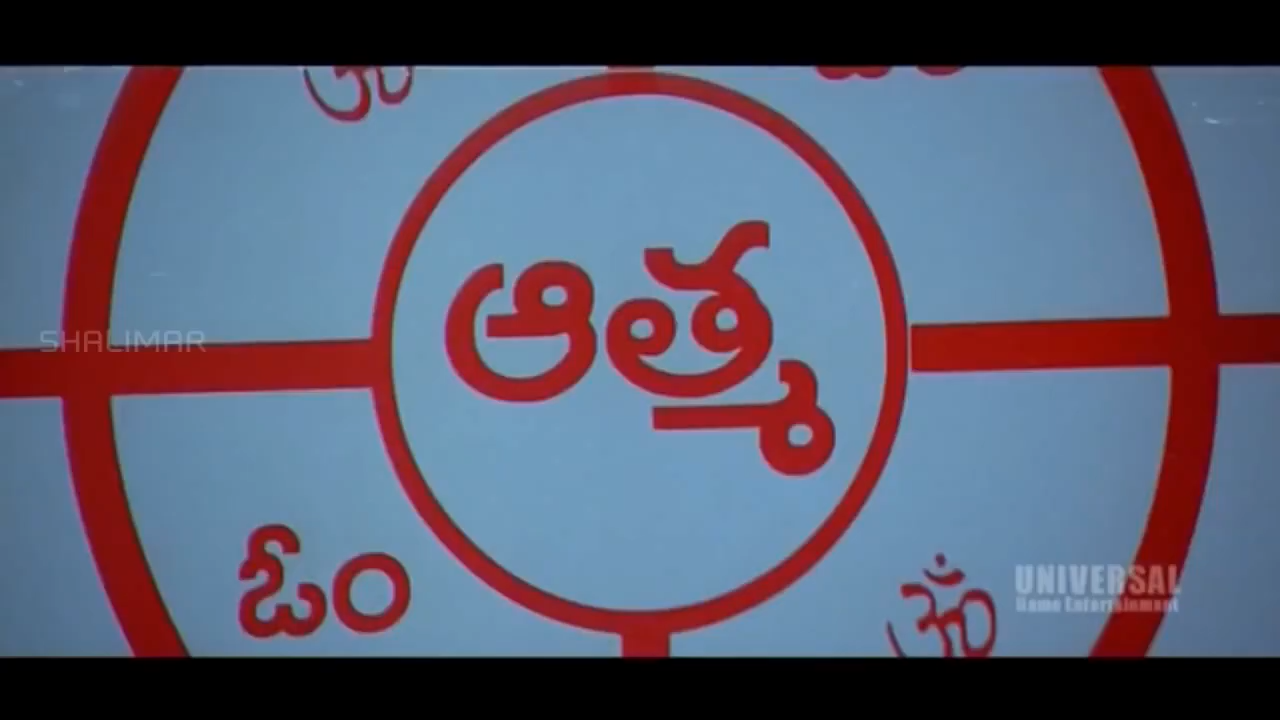 ॐ
ఆత్మ
SHALIMAR
ఓం
ॐ
UNIVERSAL
Home Entertainment